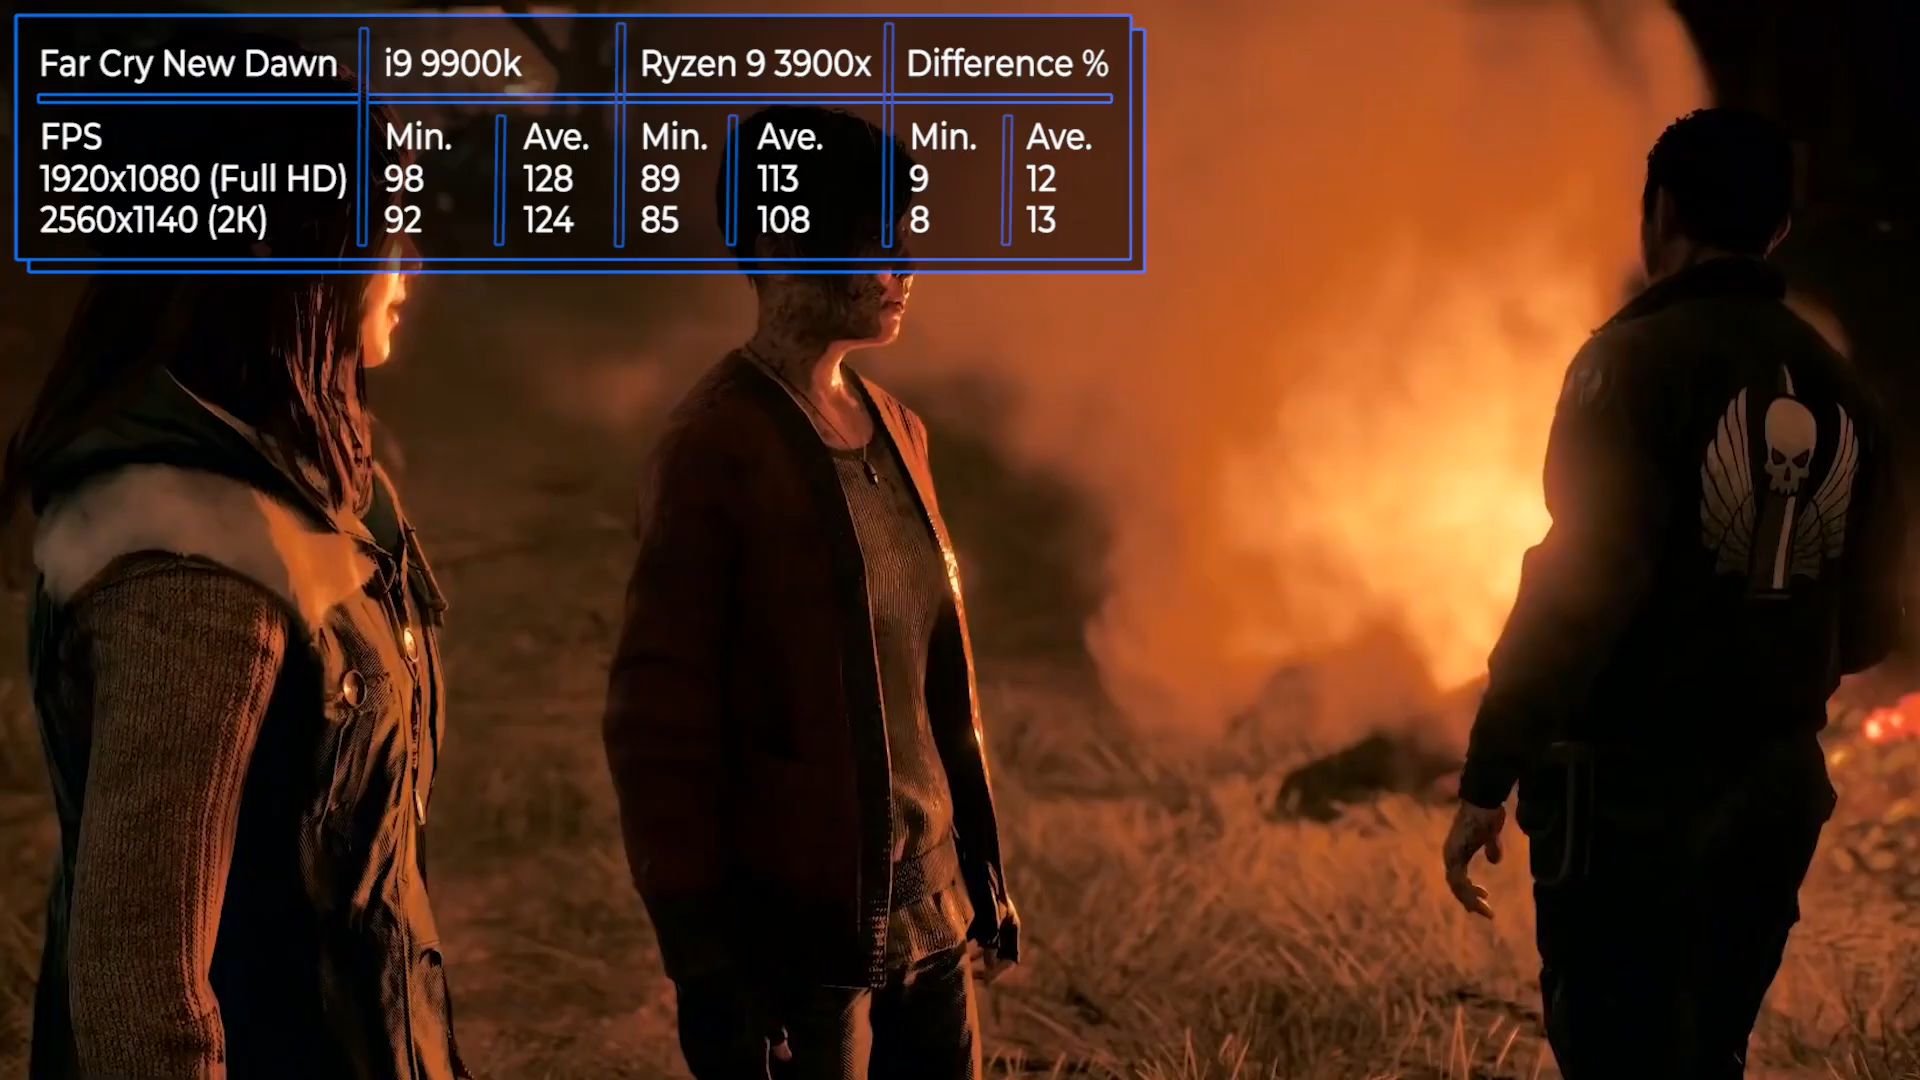 Far Cry New Dawn i9 9900k Ryzen 9 3900x Difference %
FPS Min. Ave. Min. Ave. Min. Ave.
1920x1080 (Full HD) 98 128 89 113 9 12
2560x1140 (2K) 92 124 85 108 8 13